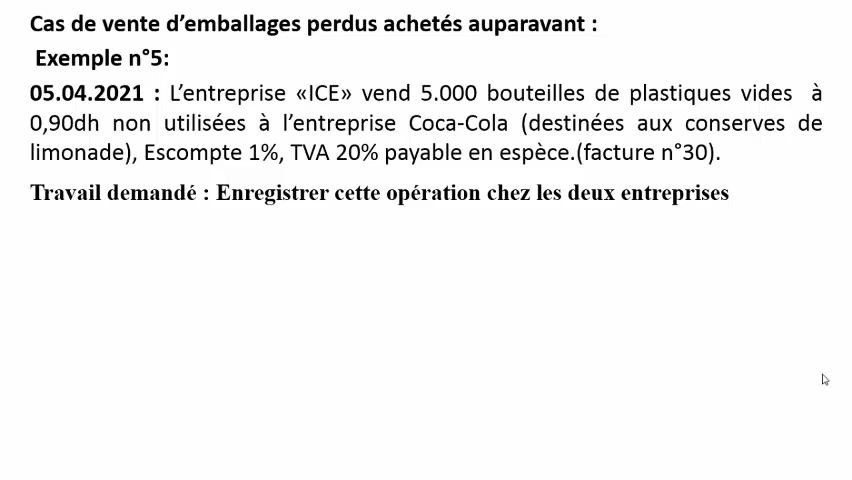 Cas de vente d’emballages perdus achetés auparavant :
Exemple n°5:
05.04.2021 : L’entreprise «ICE» vend 5.000 bouteilles de plastiques vides à
0,90dh non utilisées à l’entreprise Coca-Cola (destinées aux conserves de
limonade), Escompte 1%, TVA 20% payable en espèce.(facture n°30).
Travail demandé : Enregistrer cette opération chez les deux entreprises